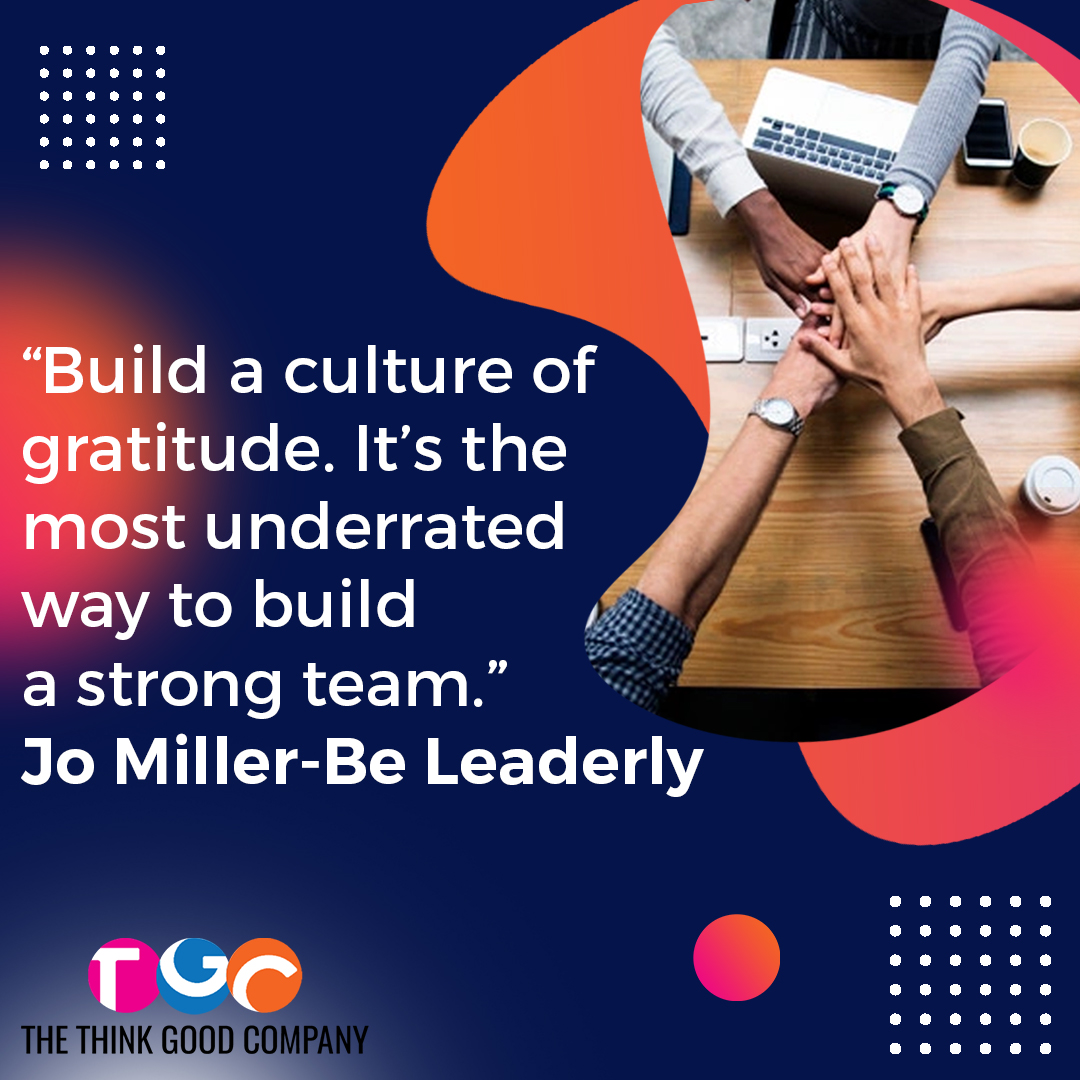 “Build a culture of
gratitude. It’s the
most underrated
way to build
a strong team.”
Jo Miller-Be Leaderly
TGC
THE THINK GOOD COMPANY